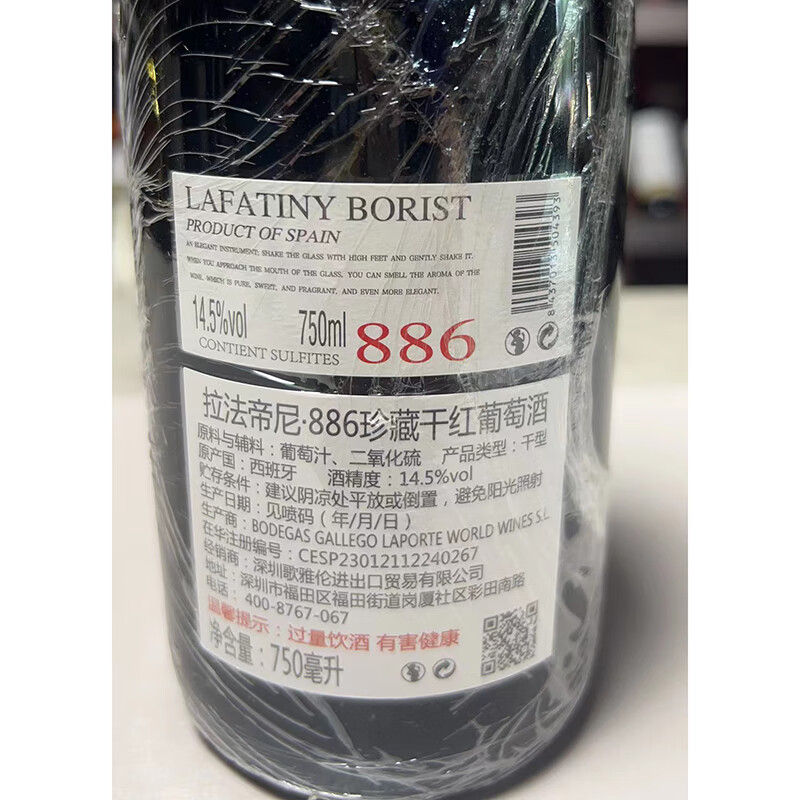 LAFATINY BORIST
PRODUCT OF SPAIN
AN ELEGANT INSTRUMENT: SHAKE THE GLASS WITH HIGH FEET AND GENTLY SHAKE IT.
WHEN YOU APPROACH THE MOUTH OF THE GLASS, YOU CAN SMELL THE AROMA OF THE
WINE, WHICH IS PURE, SWEET, AND FRAGRANT, AND EVEN MORE ELEGANT.
14.5%vol 750ml 886
CONTIENT SULFITES
8437013504393
拉法帝尼·886珍藏干红葡萄酒
原料与辅料：葡萄汁、二氧化硫 产品类型：干型
原产国：西班牙 酒精度：14.5%vol
贮存条件：建议阴凉处平放或倒置，避免阳光照射
生产日期：见喷码（年/月/日）
生产商：BODEGAS GALLEGO LAPORTE WORLD WINES S.L.
在华注册编号：CESP23012112240267
经销商：深圳歌雅伦进出口贸易有限公司
地址：深圳市福田区福田街道岗厦社区彩田南路
电话：400-8767-067
温馨提示：过量饮酒 有害健康
净含量：750毫升